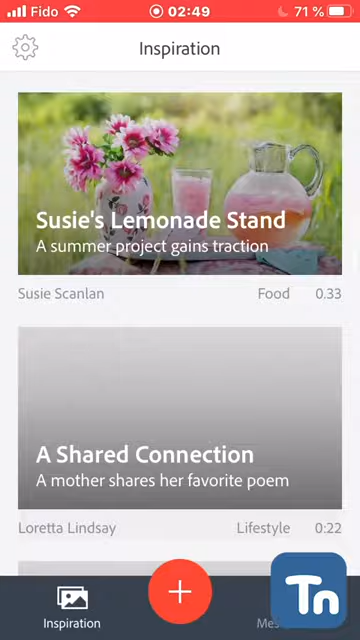 Fido 02:49 71 %
Inspiration
Susie's Lemonade Stand
A summer project gains traction
Susie Scanlan Food 0.33
A Shared Connection
A mother shares her favorite poem
Loretta Lindsay Lifestyle 0:22
Inspiration
Tn